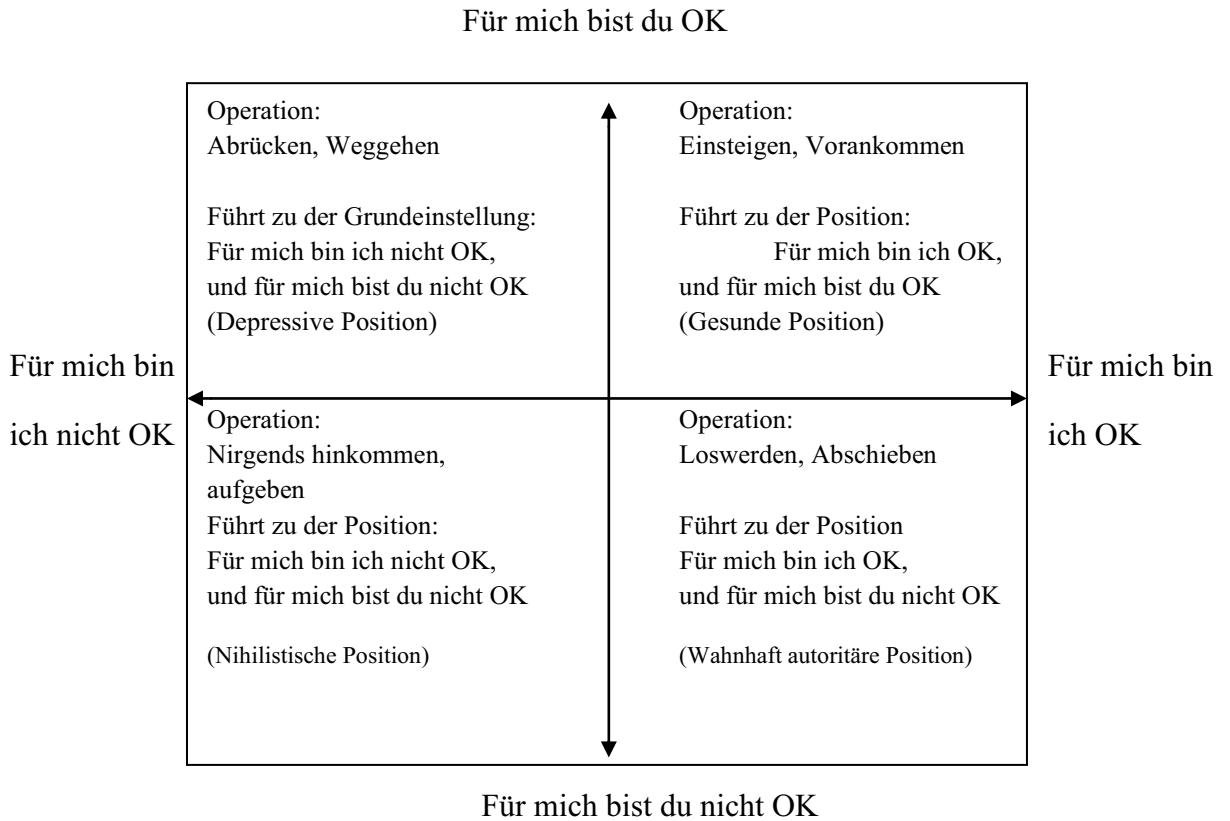 Für mich bist du OK
Operation:
Abrücken, Weggehen
Führt zu der Grundeinstellung:
Für mich bin ich nicht OK,
und für mich bist du nicht OK
(Depressive Position)
Operation:
Einsteigen, Vorankommen
Führt zu der Position:
Für mich bin ich OK,
und für mich bist du OK
(Gesunde Position)
Für mich bin
ich nicht OK
Für mich bin
ich OK
Operation:
Nirgends hinkommen,
aufgeben
Führt zu der Position:
Für mich bin ich nicht OK,
und für mich bist du nicht OK
(Nihilistische Position)
Operation:
Loswerden, Abschieben
Führt zu der Position
Für mich bin ich OK,
und für mich bist du nicht OK
(Wahnhaft autoritäre Position)
Für mich bist du nicht OK